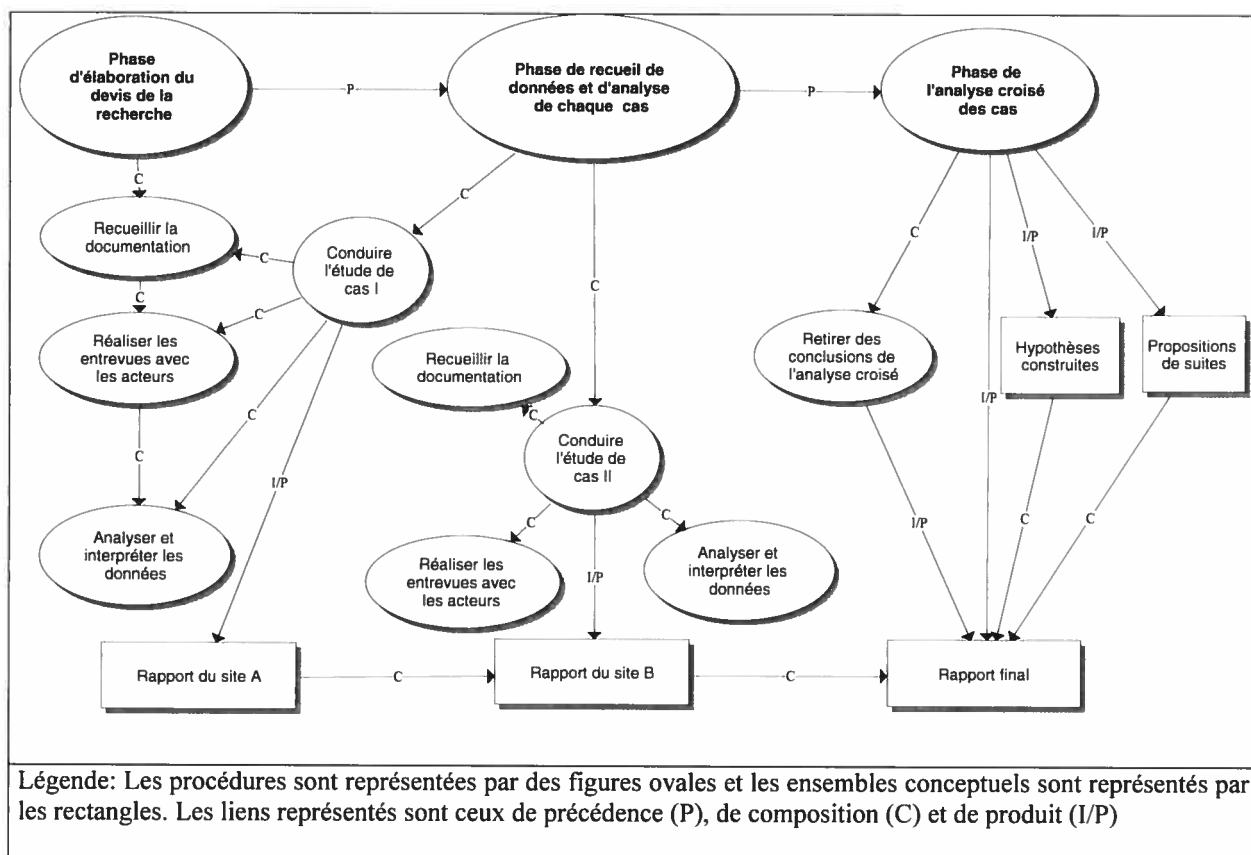 Phase
d'élaboration du
devis de la
recherche
P
Phase de recueil de
données et d'analyse
de chaque cas
P
Phase de
l'analyse croisé
des cas
C
Recueillir la
documentation
C
C
Conduire
l'étude de
cas I
C
C
Réaliser les
entrevues avec
les acteurs
C
C
C
I/P
Analyser et
interpréter les
données
Recueillir la
documentation
C
Conduire
l'étude de
cas II
C
C
I/P
Réaliser les
entrevues avec
les acteurs
Analyser et
interpréter les
données
C
I/P
I/P
I/P
Retirer des
conclusions de
l'analyse croisé
Hypothèses
construites
Propositions
de suites
I/P
C
C
Rapport du site A
C
Rapport du site B
C
Rapport final
Légende: Les procédures sont représentées par des figures ovales et les ensembles conceptuels sont représentés par
les rectangles. Les liens représentés sont ceux de précédence (P), de composition (C) et de produit (I/P)